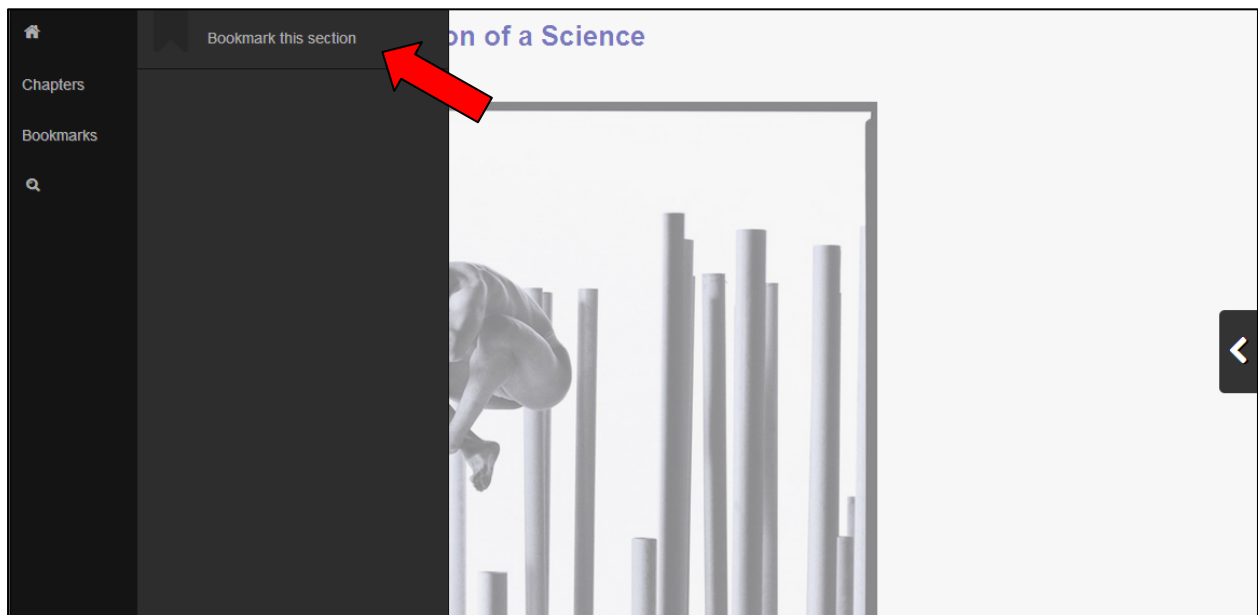 Bookmark this section
on of a Science
Chapters
Bookmarks